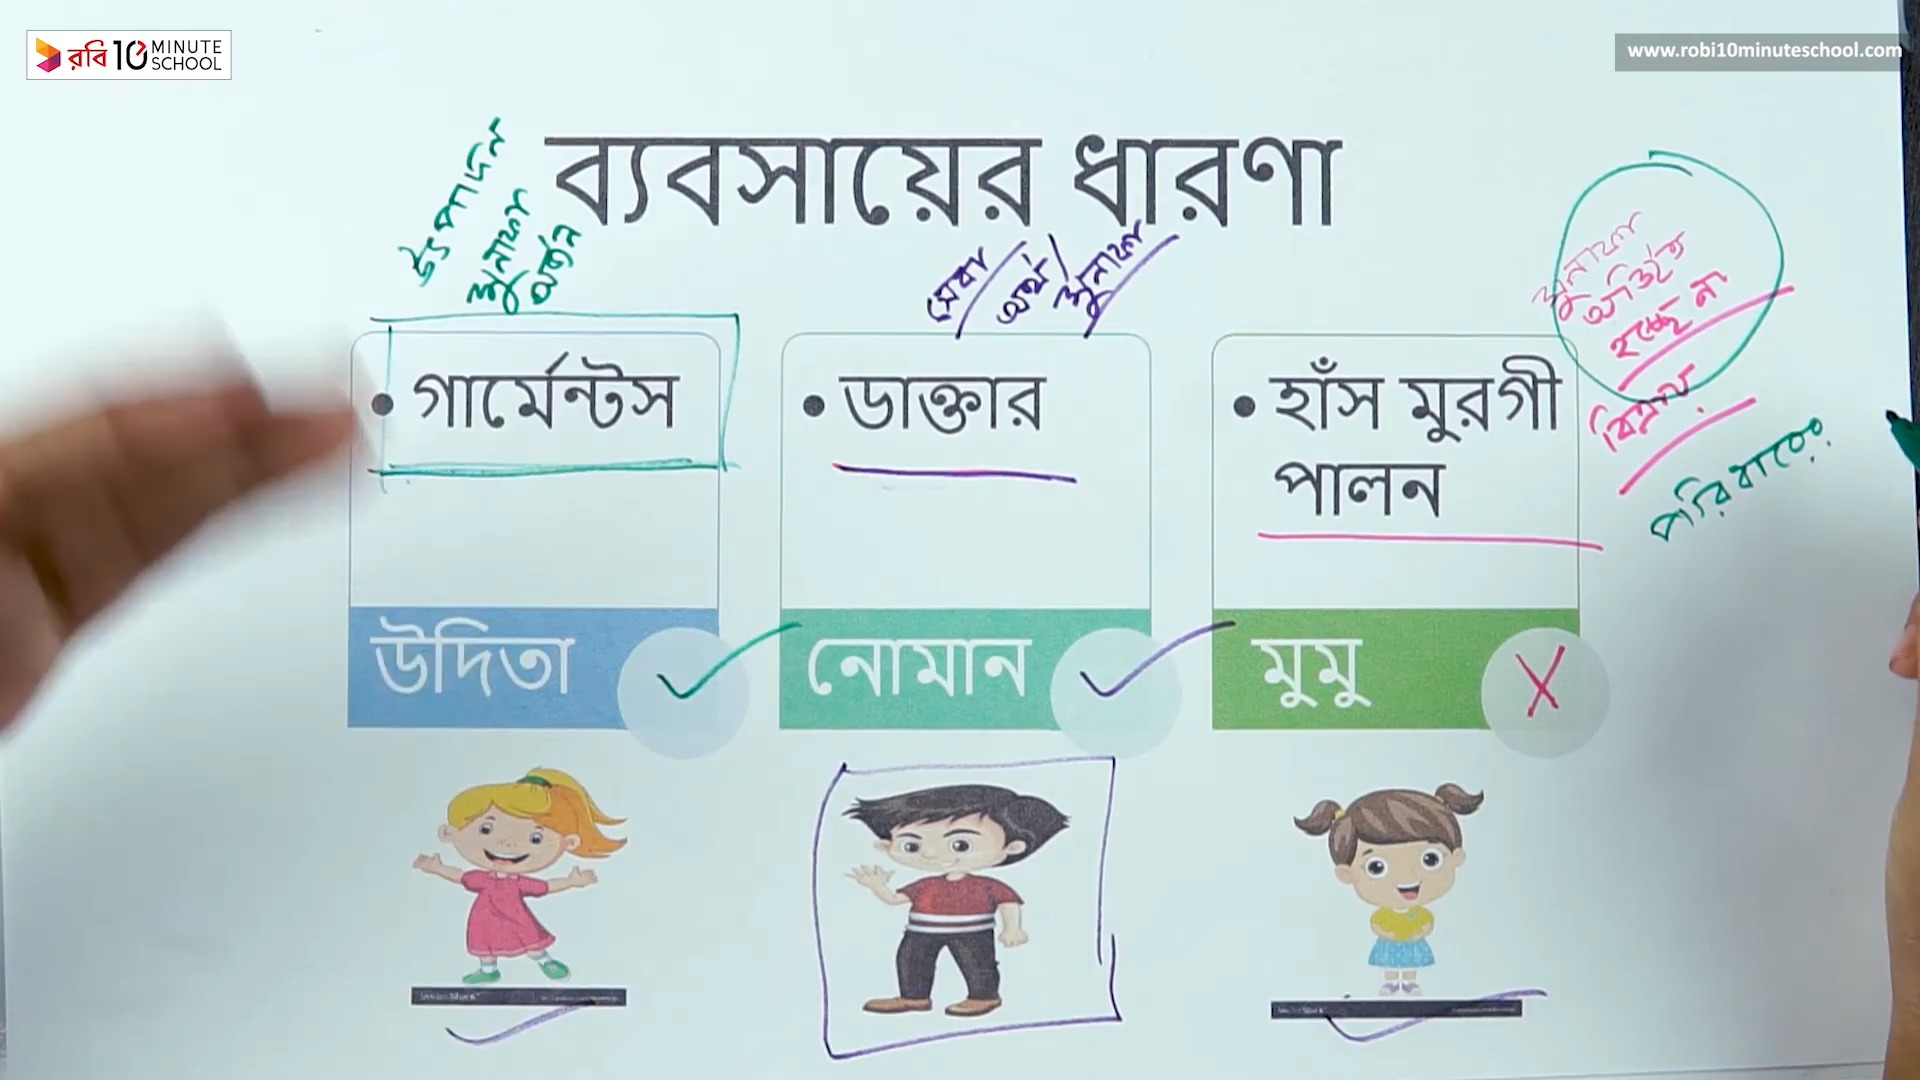 রবি 10 MINUTE SCHOOL
www.robi10minuteschool.com
ব্যবসায়ের ধারণা
উৎপাদন
মুনাফা
অর্জন
সেবা
অর্থ/
মুনাফা
মুনাফা
অর্জিত
হচ্ছে না
বিক্রয়
পরিবারের
• গার্মেন্টস
• ডাক্তার
• হাঁস মুরগী
পালন
উদিতা
নোমান
মুমু